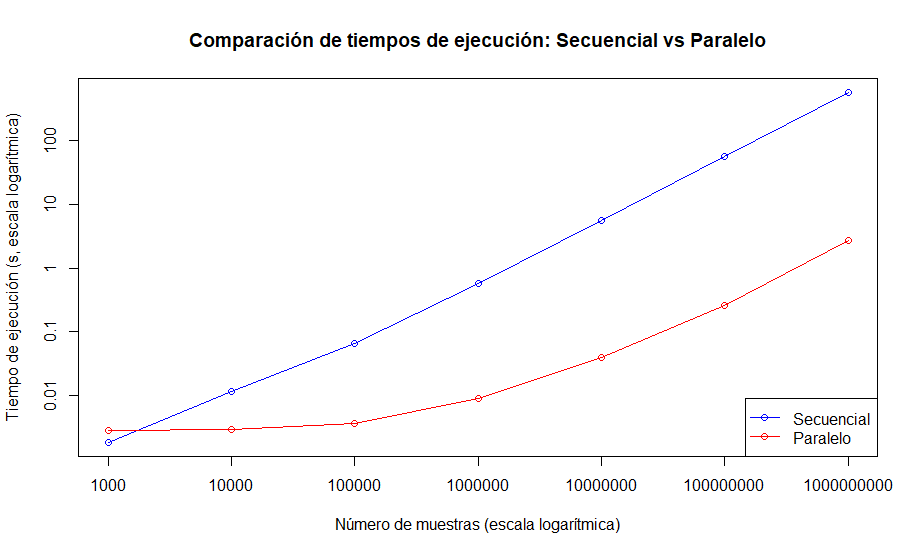 Comparación de tiempos de ejecución: Secuencial vs Paralelo
Tiempo de ejecución (s, escala logarítmica)
100
10
1
0.1
0.01
Secuencial
Paralelo
1000 10000 100000 1000000 10000000 100000000 1000000000
Número de muestras (escala logarítmica)